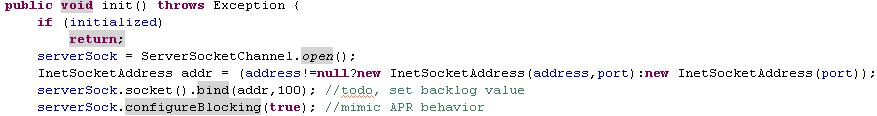 public void init() throws Exception {
if (initialized)
return;
serverSock = ServerSocketChannel.open();
InetSocketAddress addr = (address!=null?new InetSocketAddress(address,port):new InetSocketAddress(port));
serverSock.socket().bind(addr,100); //todo, set backlog value
serverSock.configureBlocking(true); //mimic APR behavior